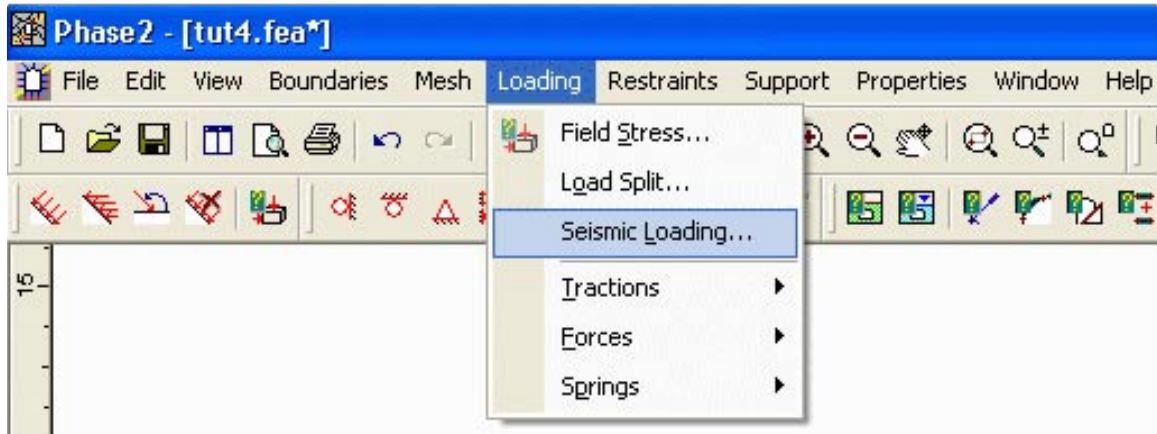 Phase2 - [tut4.fea*]
File Edit View Boundaries Mesh Loading Restraints Support Properties Window Help
Field Stress...
Load Split...
Seismic Loading...
Tractions
Forces
Springs
15